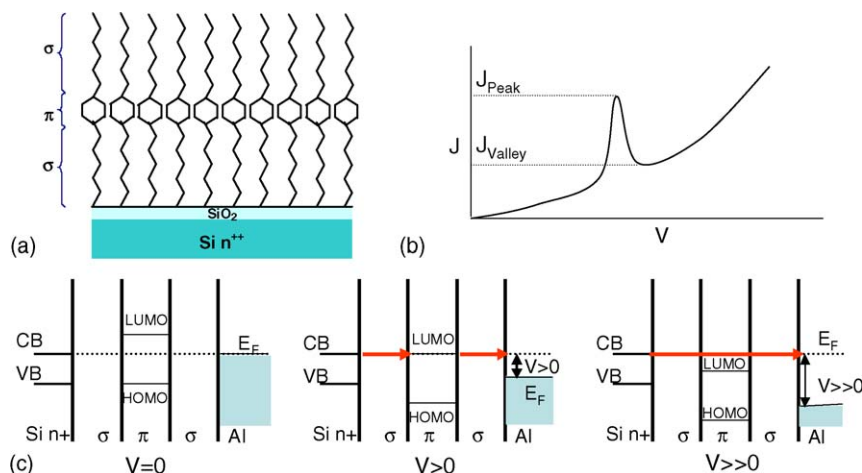 σ
π
σ
SiO2
Si n++
(a)
JPeak
JValley
J
V
(b)
CB
VB
LUMO
HOMO
EF
Si n+
σ
π
σ
Al
V=0
CB
VB
LUMO
HOMO
V>0
EF
Si n+
σ
π
σ
Al
V>0
CB
VB
LUMO
HOMO
EF
V>>0
Si n+
σ
π
σ
Al
V>>0
(c)